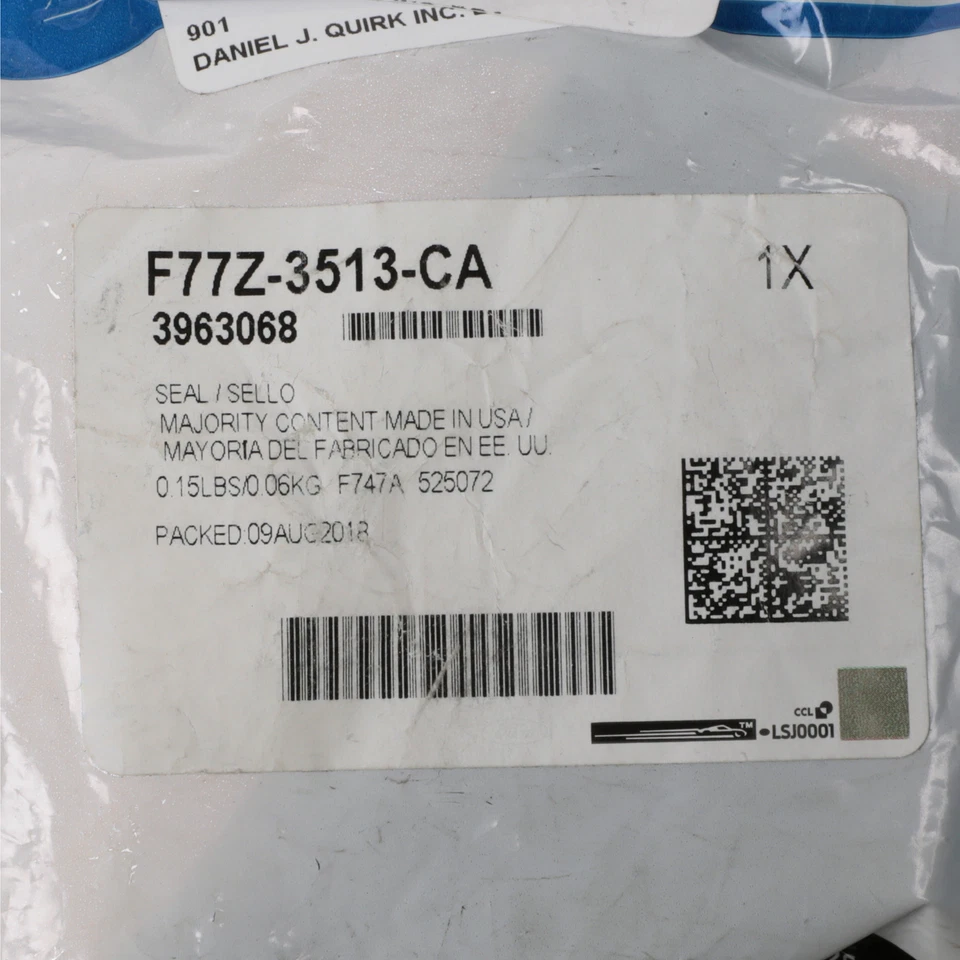 901
DANIEL J. QUIRK INC.
F77Z-3513-CA
1X
3963068
SEAL / SELLO
MAJORITY CONTENT MADE IN USA /
MAYORIA DEL FABRICADO EN EE. UU.
0.15LBS/0.06KG F747A 525072
PACKED:09AUG2018
CCL
TM
•LSJ0001